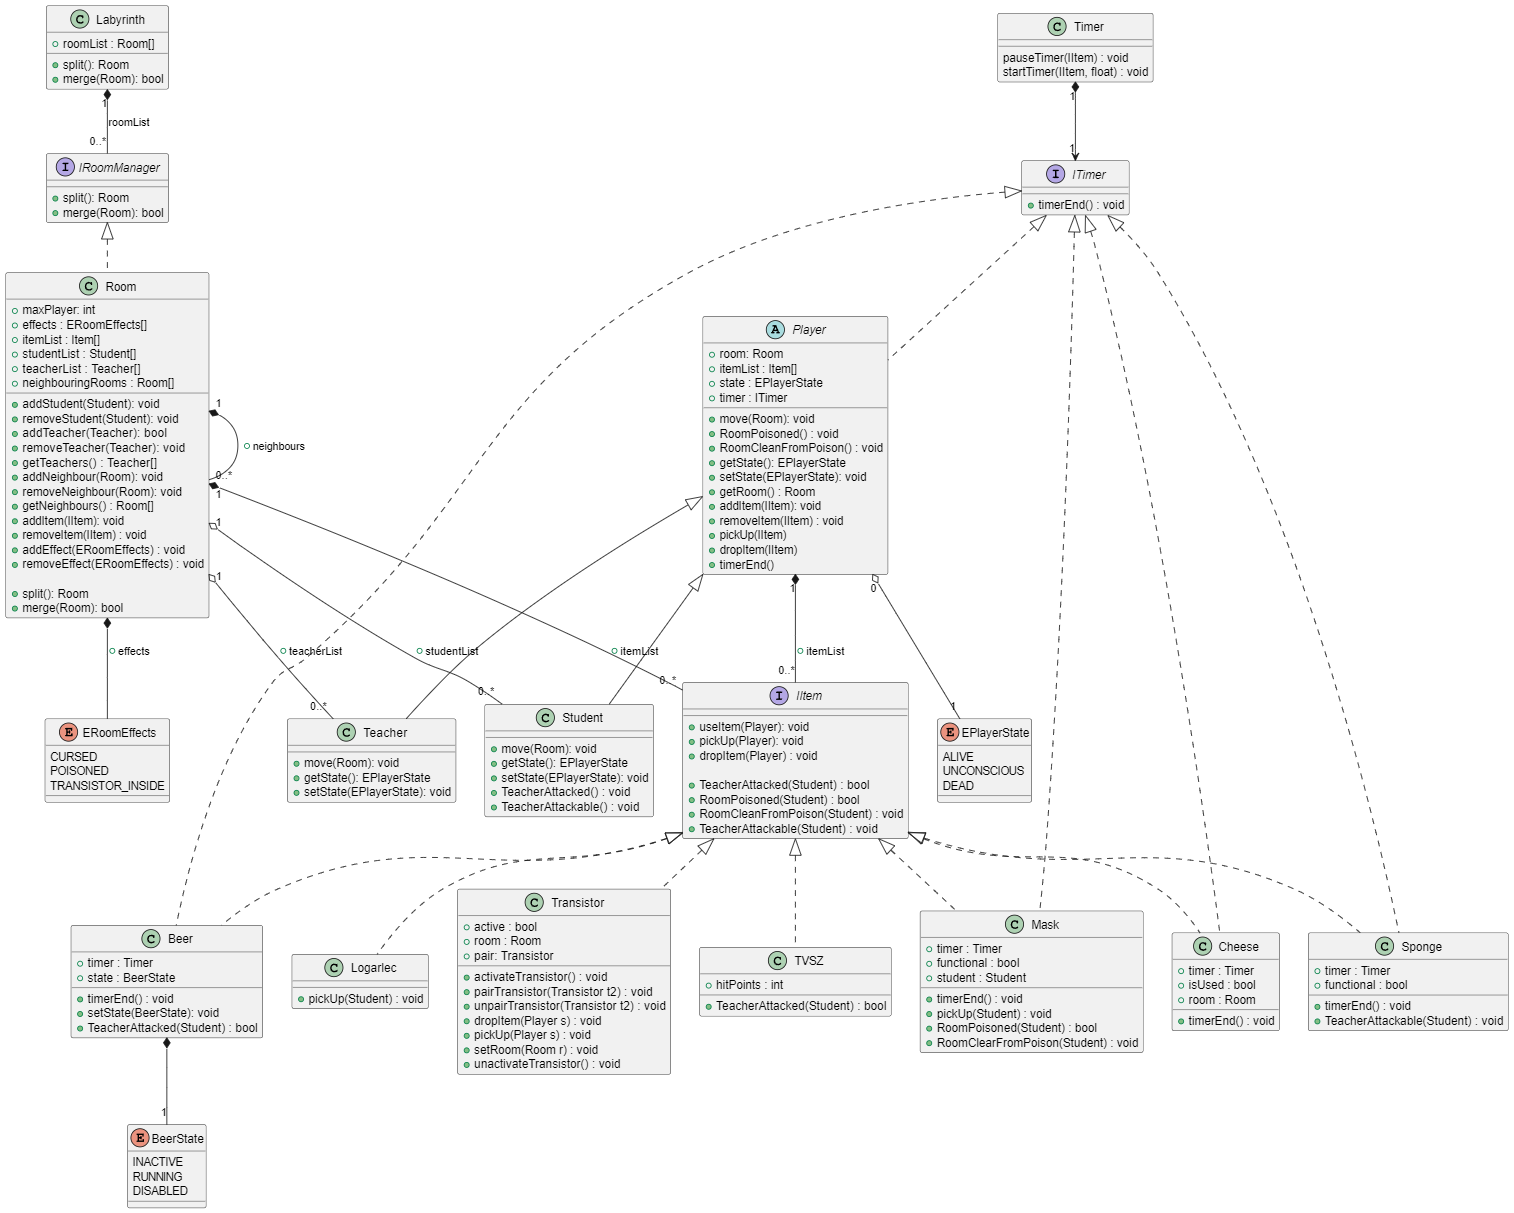 C Labyrinth
roomList : Room[]
split(): Room
merge(Room): bool
1
roomList
0..*
I IRoomManager
split(): Room
merge(Room): bool
C Room
maxPlayer: int
effects : ERoomEffects[]
itemList : Item[]
studentList : Student[]
teacherList : Teacher[]
neighbouringRooms : Room[]
addStudent(Student): void
removeStudent(Student): void
addTeacher(Teacher): bool
removeTeacher(Teacher): void
getTeachers() : Teacher[]
addNeighbour(Room): void
removeNeighbour(Room): void
getNeighbours() : Room[]
addItem(IItem): void
removeItem(IItem) : void
addEffect(ERoomEffects) : void
removeEffect(ERoomEffects) : void
split(): Room
merge(Room): bool
1
neighbours
0..*
1
1
1
effects
teacherList
studentList
itemList
0..*
0..*
0..*
C Timer
pauseTimer(IItem) : void
startTimer(IItem, float) : void
1
1
I ITimer
timerEnd() : void
A Player
room: Room
itemList : Item[]
state : EPlayerState
timer : ITimer
move(Room): void
RoomPoisoned() : void
RoomCleanFromPoison() : void
getState(): EPlayerState
setState(EPlayerState): void
getRoom() : Room
addItem(IItem): void
removeItem(IItem) : void
pickUp(IItem)
dropItem(IItem)
timerEnd()
1
0
itemList
0..*
1
E ERoomEffects
CURSED
POISONED
TRANSISTOR_INSIDE
C Teacher
move(Room): void
getState(): EPlayerState
setState(EPlayerState): void
C Student
move(Room): void
getState(): EPlayerState
setState(EPlayerState): void
TeacherAttacked() : void
TeacherAttackable() : void
I IItem
useItem(Player): void
pickUp(Player): void
dropItem(Player) : void
TeacherAttacked(Student) : bool
RoomPoisoned(Student) : bool
RoomCleanFromPoison(Student) : void
TeacherAttackable(Student) : void
E EPlayerState
ALIVE
UNCONSCIOUS
DEAD
C Beer
timer : Timer
state : BeerState
timerEnd() : void
setState(BeerState): void
TeacherAttacked(Student) : bool
C Logarlec
pickUp(Student) : void
C Transistor
active : bool
room : Room
pair: Transistor
activateTransistor() : void
pairTransistor(Transistor t2) : void
unpairTransistor(Transistor t2) : void
dropItem(Player s) : void
pickUp(Player s) : void
setRoom(Room r) : void
unactivateTransistor() : void
C TVSZ
hitPoints : int
TeacherAttacked(Student) : bool
C Mask
timer : Timer
functional : bool
student : Student
timerEnd() : void
pickUp(Student) : void
RoomPoisoned(Student) : bool
RoomClearFromPoison(Student) : void
C Cheese
timer : Timer
isUsed : bool
room : Room
timerEnd() : void
C Sponge
timer : Timer
functional : bool
timerEnd() : void
TeacherAttackable(Student) : void
1
E BeerState
INACTIVE
RUNNING
DISABLED